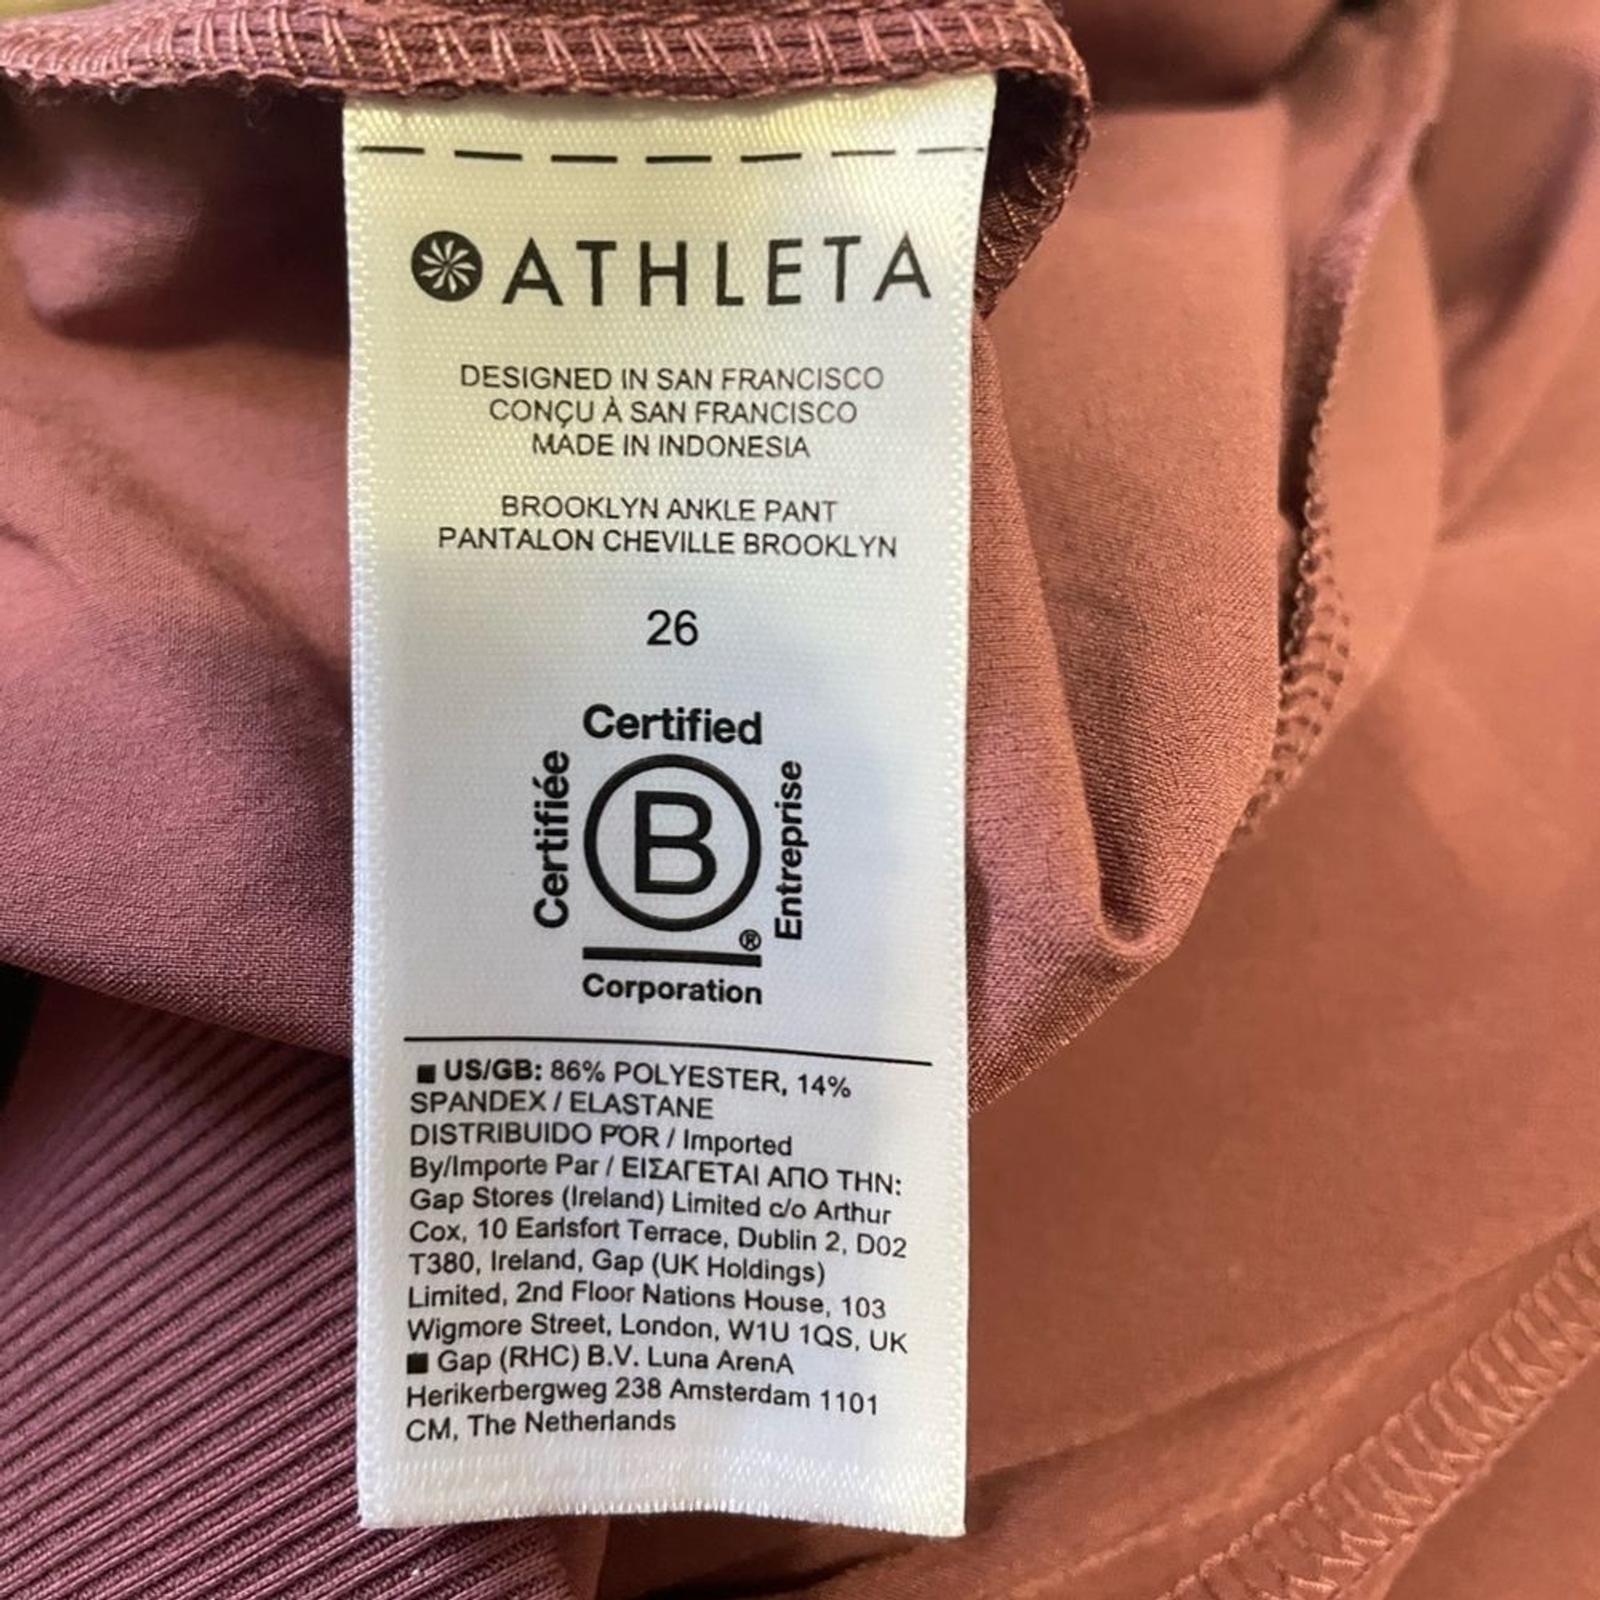 ATHLETA
DESIGNED IN SAN FRANCISCO
CONÇU À SAN FRANCISCO
MADE IN INDONESIA
BROOKLYN ANKLE PANT
PANTALON CHEVILLE BROOKLYN
26
Certified
Certifiée
B
Entreprise
®
Corporation
■ US/GB: 86% POLYESTER, 14%
SPANDEX / ELASTANE
DISTRIBUIDO POR / Imported
By/Importe Par / ΕΙΣΑΓΕΤΑΙ ΑΠΟ ΤΗΝ:
Gap Stores (Ireland) Limited c/o Arthur
Cox, 10 Earlsfort Terrace, Dublin 2, D02
T380, Ireland, Gap (UK Holdings)
Limited, 2nd Floor Nations House, 103
Wigmore Street, London, W1U 1QS, UK
■ Gap (RHC) B.V. Luna ArenA
Herikerbergweg 238 Amsterdam 1101
CM, The Netherlands